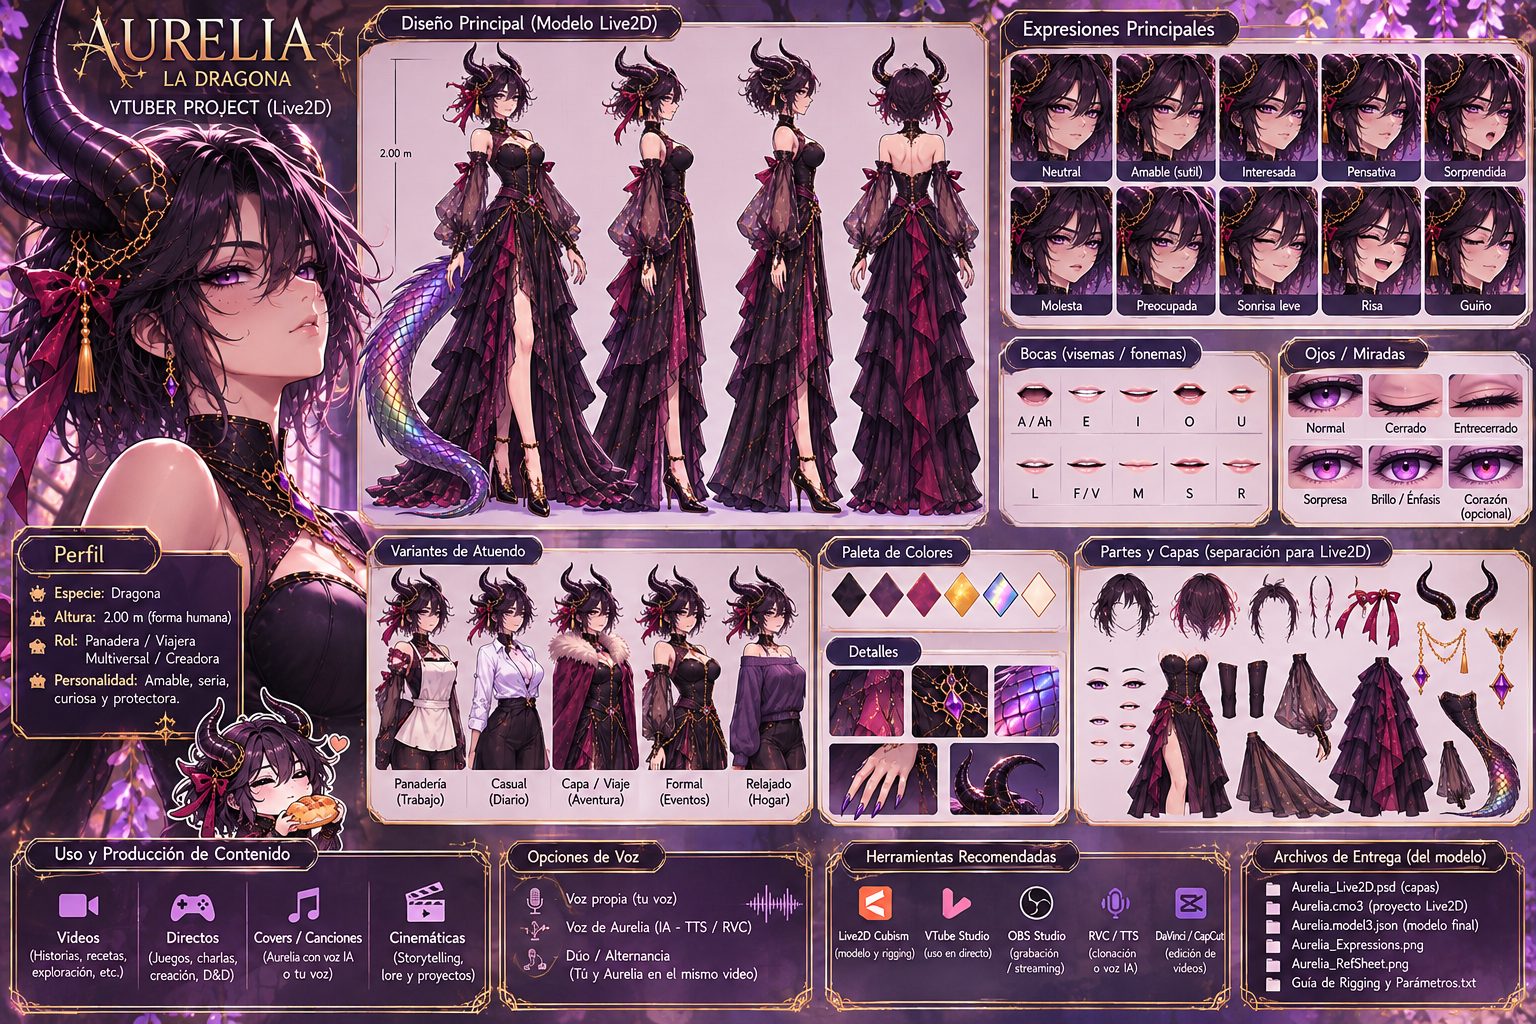 AURELIA
LA DRAGONA
VTUBER PROJECT (Live2D)
Diseño Principal (Modelo Live2D)
2.00 m
Expresiones Principales
Neutral
Amable (sutil)
Interesada
Pensativa
Sorprendida
Molesta
Preocupada
Sonrisa leve
Risa
Guiño
Bocas (visemas / fonemas)
A / Ah
E
I
O
U
L
F / V
M
S
R
Ojos / Miradas
Normal
Cerrado
Entrecerrado
Sorpresa
Brillo / Énfasis
Corazón
(opcional)
Perfil
Especie: Dragona
Altura: 2.00 m (forma humana)
Rol: Panadera / Viajera
Multiversal / Creadora
Personalidad: Amable, seria,
curiosa y protectora.
Variantes de Atuendo
Panadería
(Trabajo)
Casual
(Diario)
Capa / Viaje
(Aventura)
Formal
(Eventos)
Relajado
(Hogar)
Paleta de Colores
Detalles
Partes y Capas (separación para Live2D)
Uso y Producción de Contenido
Videos
(Historias, recetas,
exploración, etc.)
Directos
(Juegos, charlas,
creación, D&D)
Covers / Canciones
(Aurelia con voz IA
o tu voz)
Cinemáticas
(Storytelling,
lore y proyectos)
Opciones de Voz
Voz propia (tu voz)
Voz de Aurelia (IA - TTS / RVC)
Dúo / Alternancia
(Tú y Aurelia en el mismo video)
Herramientas Recomendadas
Live2D Cubism
(modelo y rigging)
VTube Studio
(uso en directo)
OBS Studio
(grabación
/ streaming)
RVC / TTS
(clonación
o voz IA)
DaVinci / CapCut
(edición de
videos)
Archivos de Entrega (del modelo)
Aurelia_Live2D.psd (capas)
Aurelia.cmo3 (proyecto Live2D)
Aurelia.model3.json (modelo final)
Aurelia_Expressions.png
Aurelia_RefSheet.png
Guía de Rigging y Parámetros.txt